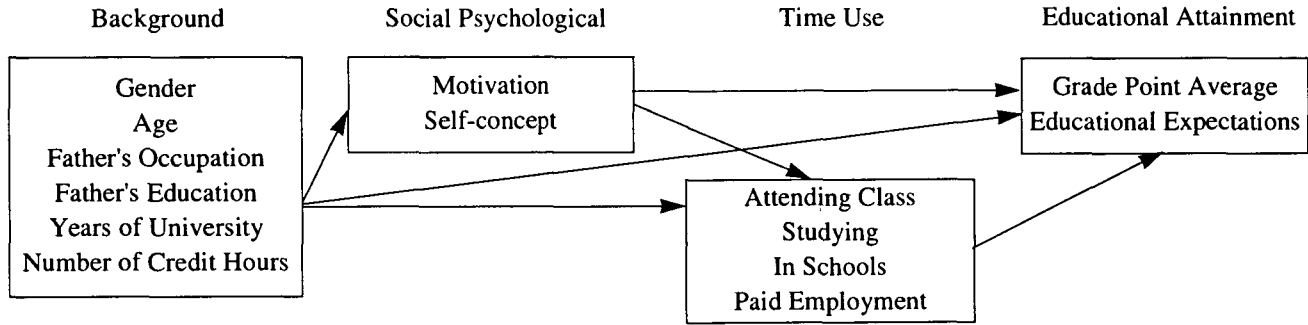 Background
Social Psychological
Time Use
Educational Attainment
Gender
Age
Father's Occupation
Father's Education
Years of University
Number of Credit Hours
Motivation
Self-concept
Attending Class
Studying
In Schools
Paid Employment
Grade Point Average
Educational Expectations